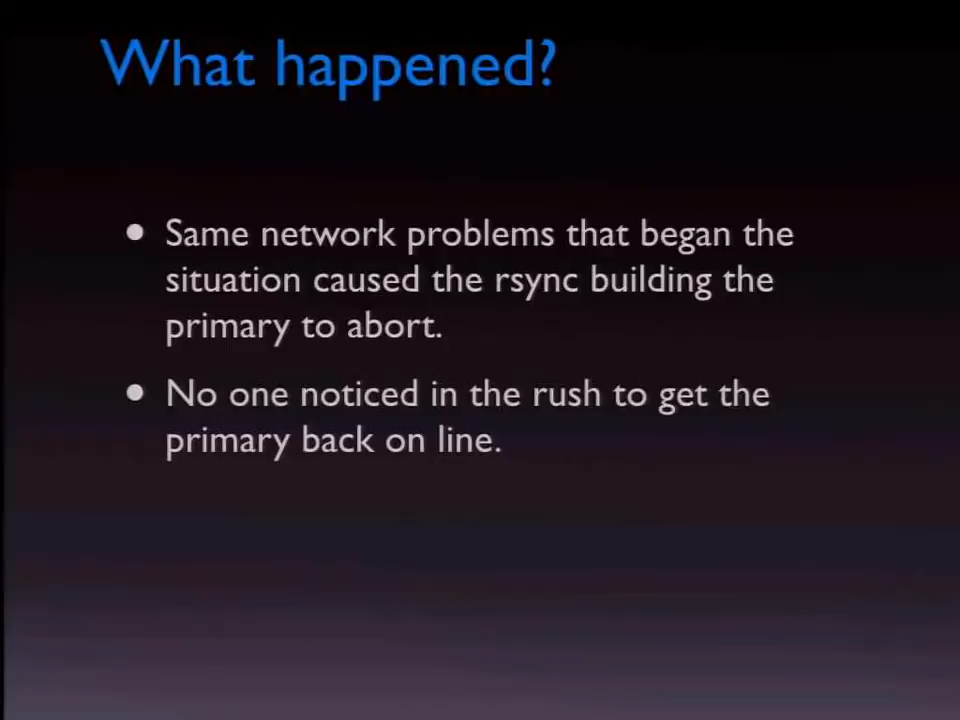 What happened?
• Same network problems that began the
situation caused the rsync building the
primary to abort.
• No one noticed in the rush to get the
primary back on line.